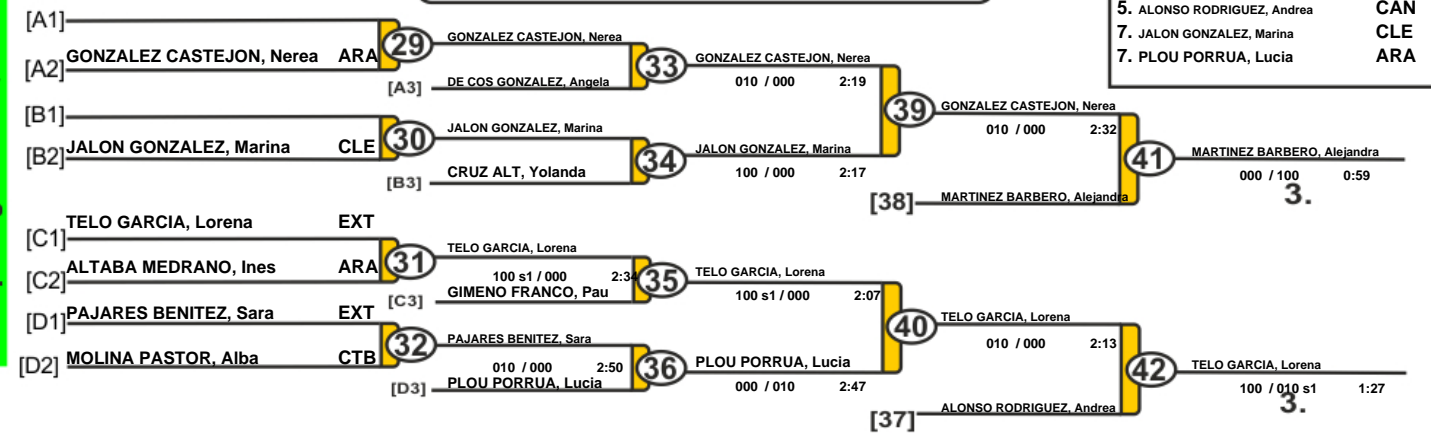 5. ALONSO RODRIGUEZ, Andrea CAN
7. JALON GONZALEZ, Marina CLE
7. PLOU PORRUA, Lucia ARA
[A1]
[A2] GONZALEZ CASTEJON, Nerea ARA
29
GONZALEZ CASTEJON, Nerea
[A3] DE COS GONZALEZ, Angela
33
GONZALEZ CASTEJON, Nerea
010 / 000 2:19
[B1]
[B2] JALON GONZALEZ, Marina CLE
30
JALON GONZALEZ, Marina
[B3] CRUZ ALT, Yolanda
34
JALON GONZALEZ, Marina
100 / 000 2:17
39
GONZALEZ CASTEJON, Nerea
010 / 000 2:32
[38] MARTINEZ BARBERO, Alejandra
41
MARTINEZ BARBERO, Alejandra
000 / 100 0:59
3.
[C1] TELO GARCIA, Lorena EXT
[C2] ALTABA MEDRANO, Ines ARA
31
TELO GARCIA, Lorena
100 s1 / 000 2:34
[C3] GIMENO FRANCO, Pau
35
TELO GARCIA, Lorena
100 s1 / 000 2:07
[D1] PAJARES BENITEZ, Sara EXT
[D2] MOLINA PASTOR, Alba CTB
32
PAJARES BENITEZ, Sara
010 / 000 2:50
[D3] PLOU PORRUA, Lucia
36
PLOU PORRUA, Lucia
000 / 010 2:47
40
TELO GARCIA, Lorena
010 / 000 2:13
[37] ALONSO RODRIGUEZ, Andrea
42
TELO GARCIA, Lorena
100 / 010 s1 1:27
3.